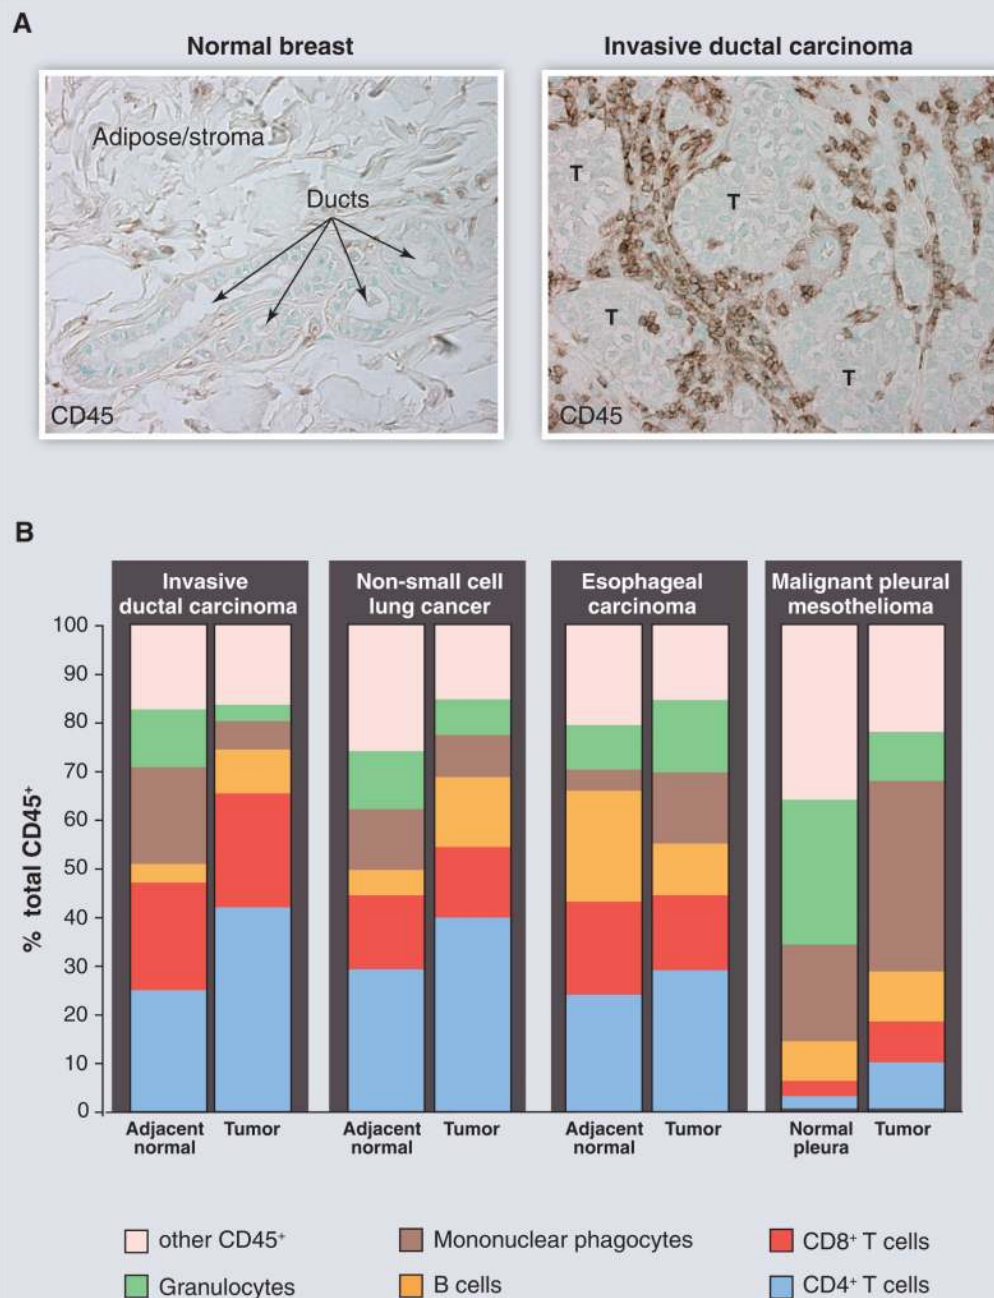 A
Normal breast
Invasive ductal carcinoma
Adipose/stroma
Ducts
CD45
T
T
T
T
CD45
B
Invasive
ductal carcinoma
Non-small cell
lung cancer
Esophageal
carcinoma
Malignant pleural
mesothelioma
% total CD45+
100
90
80
70
60
50
40
30
20
10
0
Adjacent
normal
Tumor
Adjacent
normal
Tumor
Adjacent
normal
Tumor
Normal
pleura
Tumor
other CD45+
Mononuclear phagocytes
CD8+ T cells
Granulocytes
B cells
CD4+ T cells